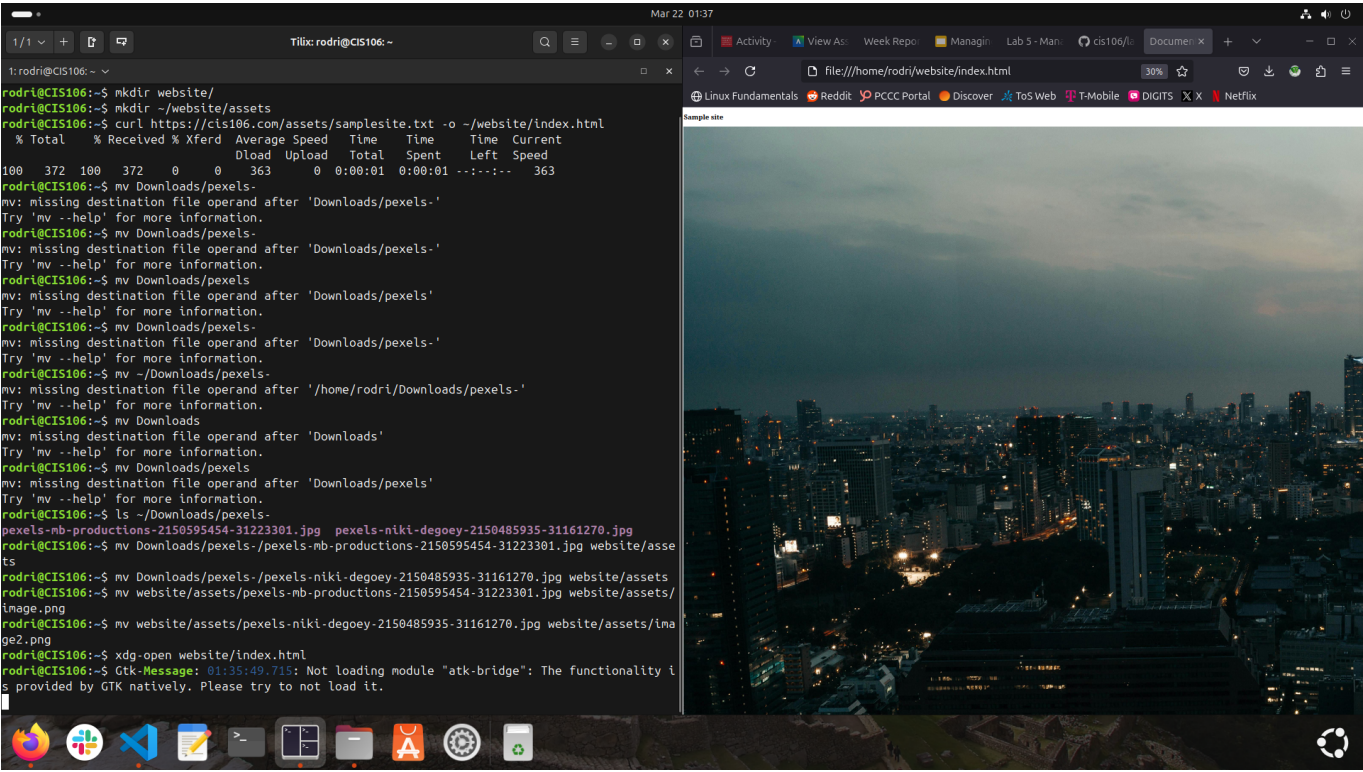 Mar 22 01:37
1/1
Tilix: rodri@CIS106: ~
1: rodri@CIS106: ~
rodri@CIS106:~$ mkdir website/
rodri@CIS106:~$ mkdir ~/website/assets
rodri@CIS106:~$ curl https://cis106.com/assets/samplesite.txt -o ~/website/index.html
% Total % Received % Xferd Average Speed Time Time Time Current
Dload Upload Total Spent Left Speed
100 372 100 372 0 0 363 0 0:00:01 0:00:01 --:--:-- 363
rodri@CIS106:~$ mv Downloads/pexels-
mv: missing destination file operand after 'Downloads/pexels-'
Try 'mv --help' for more information.
rodri@CIS106:~$ mv Downloads/pexels-
mv: missing destination file operand after 'Downloads/pexels-'
Try 'mv --help' for more information.
rodri@CIS106:~$ mv Downloads/pexels
mv: missing destination file operand after 'Downloads/pexels'
Try 'mv --help' for more information.
rodri@CIS106:~$ mv Downloads/pexels-
mv: missing destination file operand after 'Downloads/pexels-'
Try 'mv --help' for more information.
rodri@CIS106:~$ mv ~/Downloads/pexels-
mv: missing destination file operand after '/home/rodri/Downloads/pexels-'
Try 'mv --help' for more information.
rodri@CIS106:~$ mv Downloads
mv: missing destination file operand after 'Downloads'
Try 'mv --help' for more information.
rodri@CIS106:~$ mv Downloads/pexels
mv: missing destination file operand after 'Downloads/pexels'
Try 'mv --help' for more information.
rodri@CIS106:~$ ls ~/Downloads/pexels-
pexels-mb-productions-2150595454-31223301.jpg pexels-niki-degoey-2150485935-31161270.jpg
rodri@CIS106:~$ mv Downloads/pexels-/pexels-mb-productions-2150595454-31223301.jpg website/asse
ts
rodri@CIS106:~$ mv Downloads/pexels-/pexels-niki-degoey-2150485935-31161270.jpg website/assets
rodri@CIS106:~$ mv website/assets/pexels-mb-productions-2150595454-31223301.jpg website/assets/
image.png
rodri@CIS106:~$ mv website/assets/pexels-niki-degoey-2150485935-31161270.jpg website/assets/ima
ge2.png
rodri@CIS106:~$ xdg-open website/index.html
rodri@CIS106:~$ Gtk-Message: 01:35:49.715: Not loading module "atk-bridge": The functionality i
s provided by GTK natively. Please try to not load it.
Activity - View Ass Week Repo Managin Lab 5 - Mana cis106/la Documen
file:///home/rodri/website/index.html 30%
Linux Fundamentals Reddit PCCC Portal Discover ToS Web T-Mobile DIGITS X Netflix
Sample site